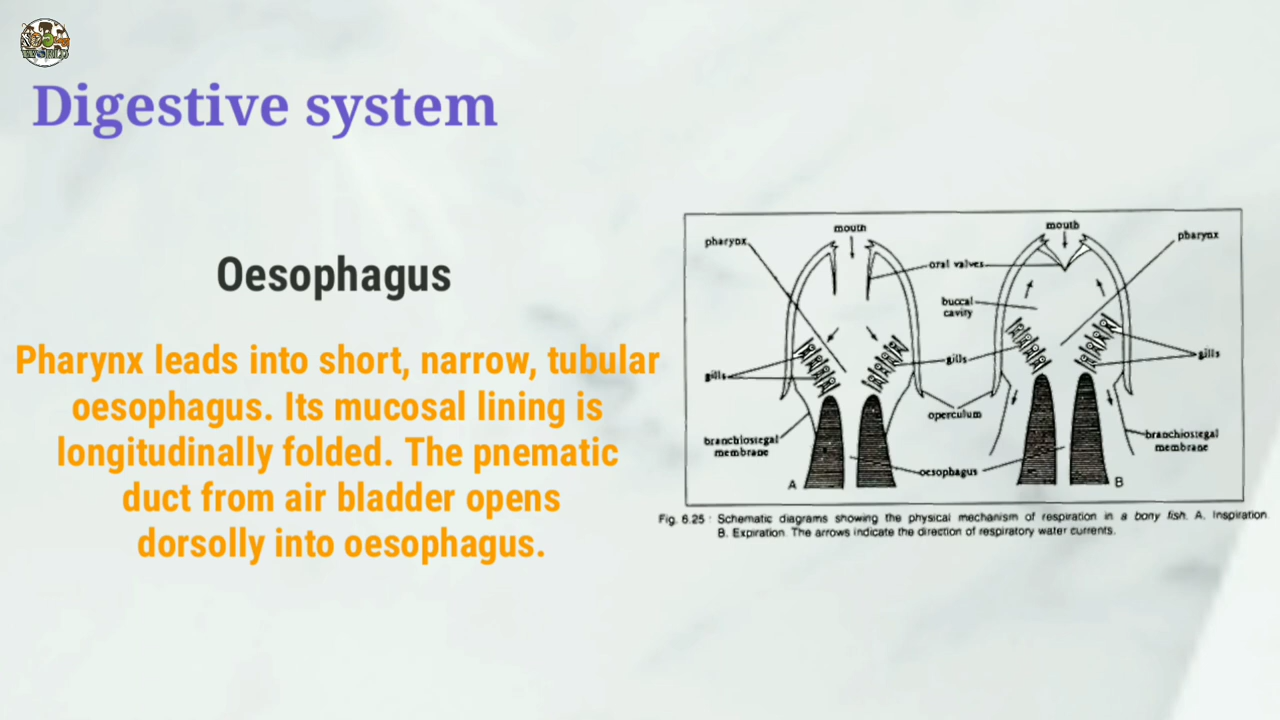 WORLD
Digestive system
Oesophagus
Pharynx leads into short, narrow, tubular
oesophagus. Its mucosal lining is
longitudinally folded. The pnematic
duct from air bladder opens
dorsolly into oesophagus.
mouth
mouth
pharynx
pharynx
oral valves
buccal
cavity
gills
gills
gills
operculum
branchiostegal
membrane
branchiostegal
membrane
oesophagus
A
B
Fig. 6.25 : Schematic diagrams showing the physical mechanism of respiration in a bony fish. A. Inspiration.
B. Expiration. The arrows indicate the direction of respiratory water currents.